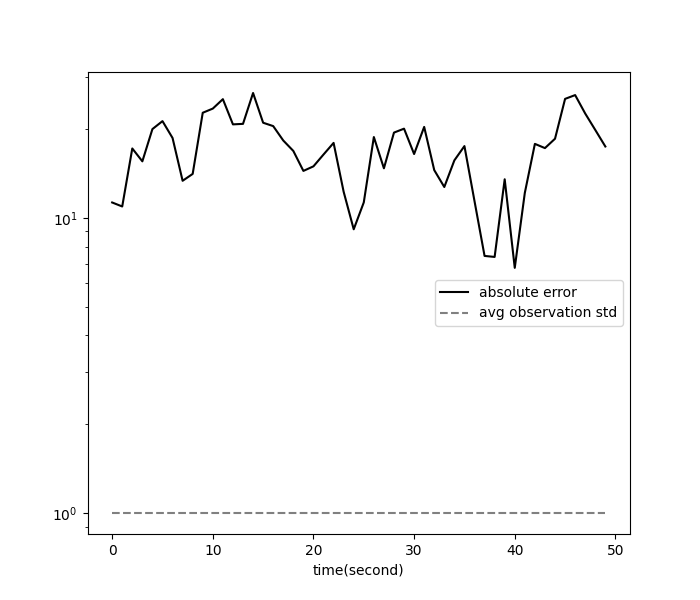 10¹
10⁰
absolute error
avg observation std
0 10 20 30 40 50
time(second)